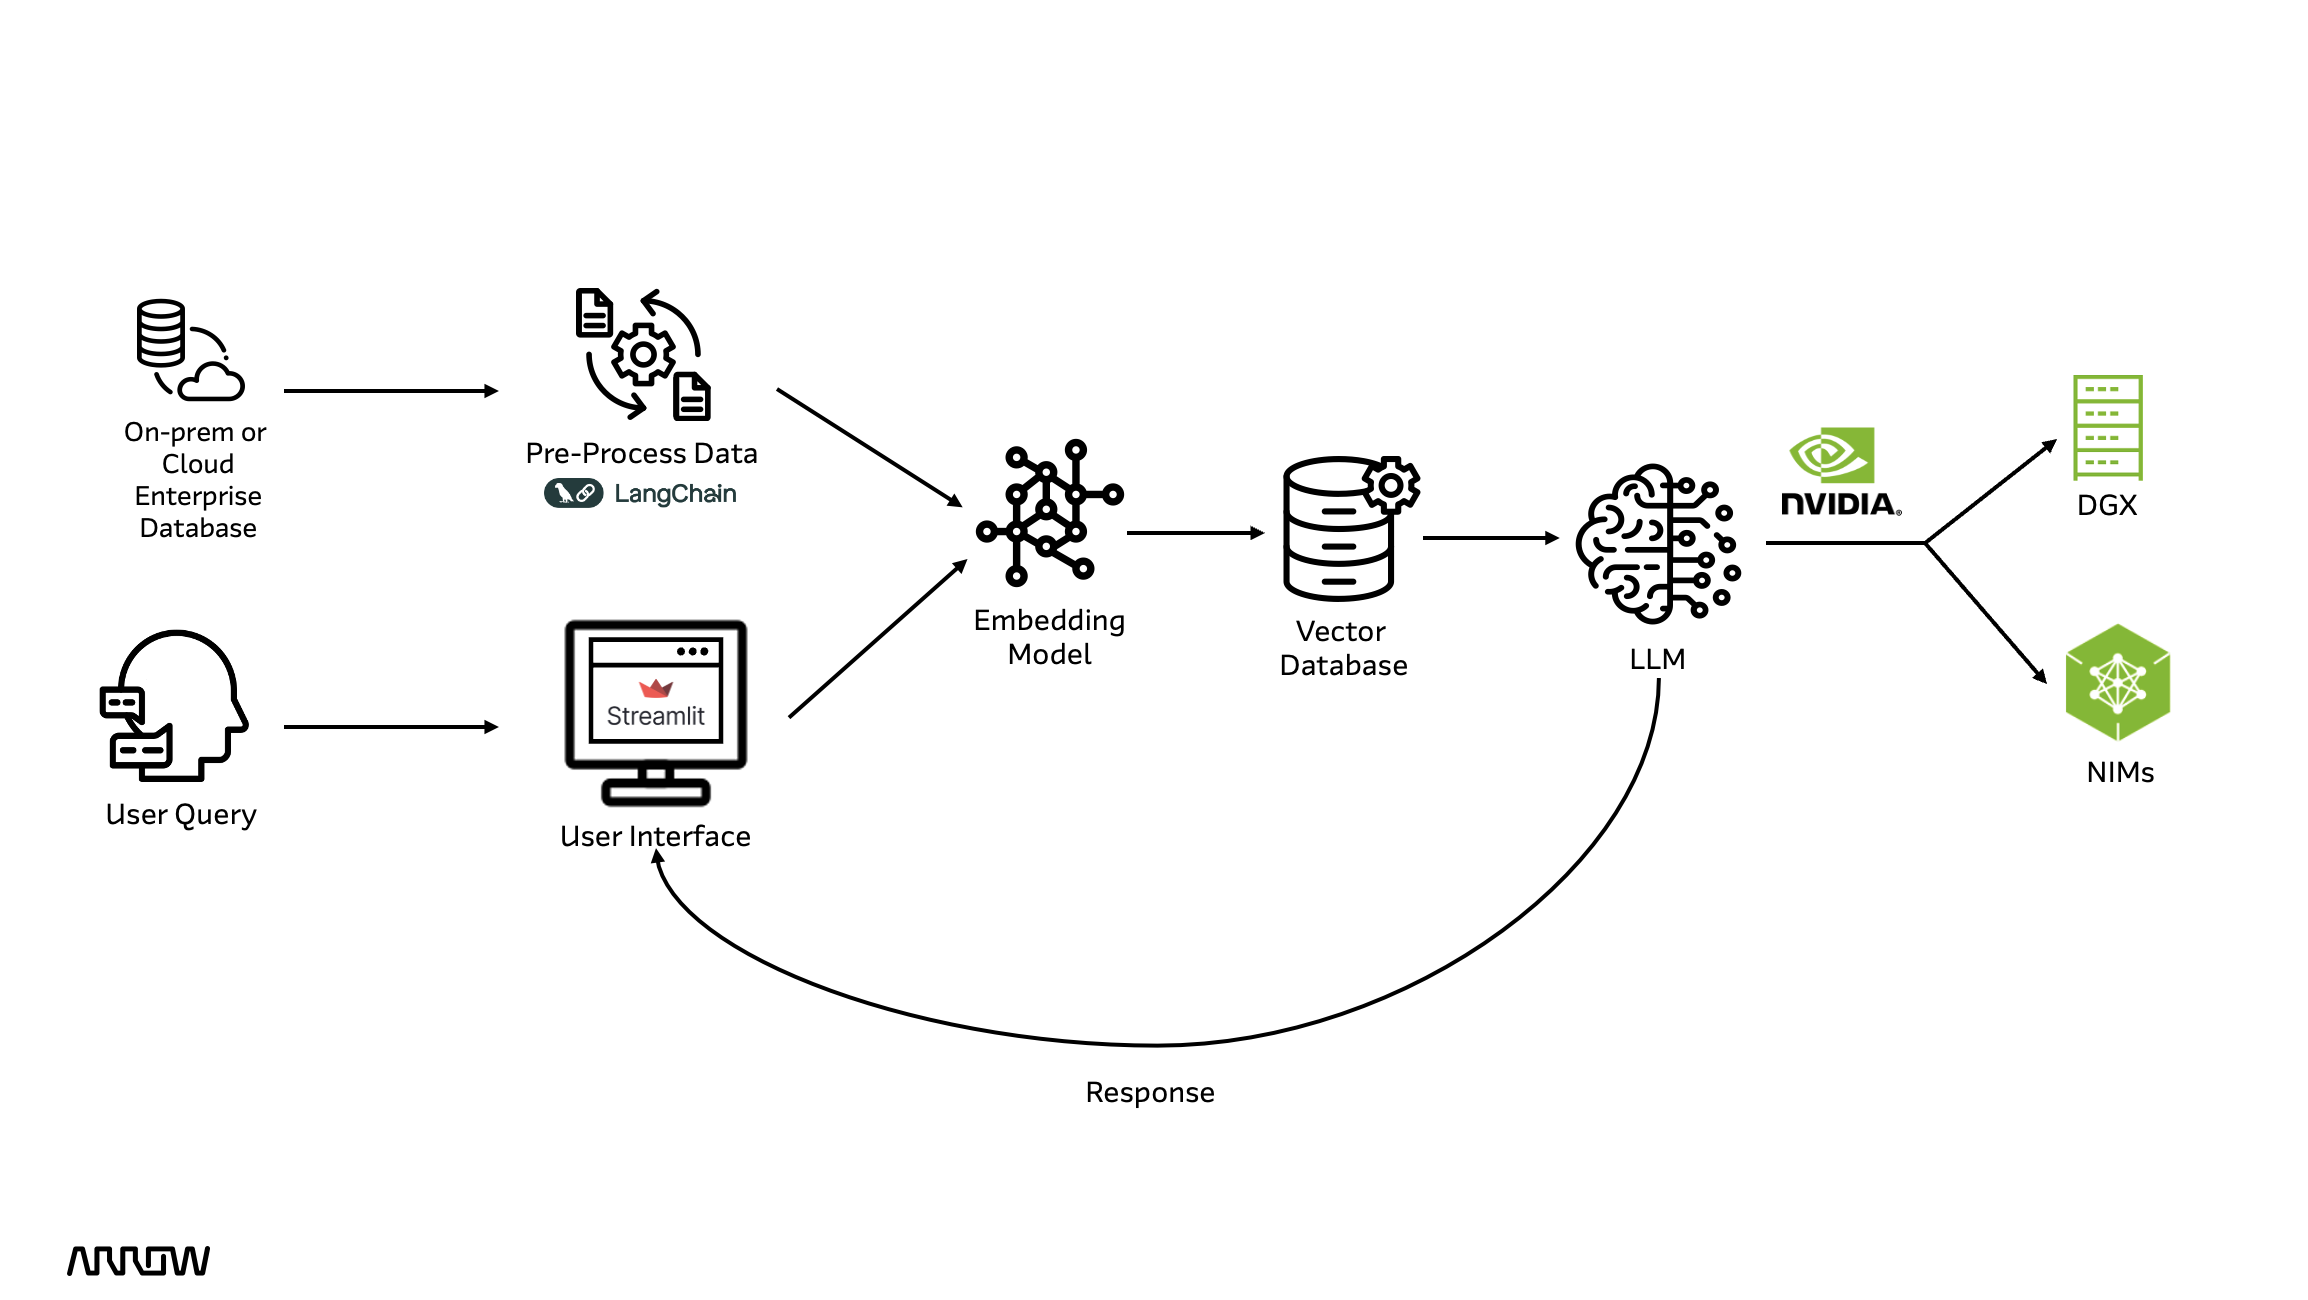 On-prem or
Cloud
Enterprise
Database
Pre-Process Data
LangChain
User Query
Streamlit
User Interface
Embedding
Model
Vector
Database
LLM
NVIDIA®
DGX
NIMs
Response
ARROW